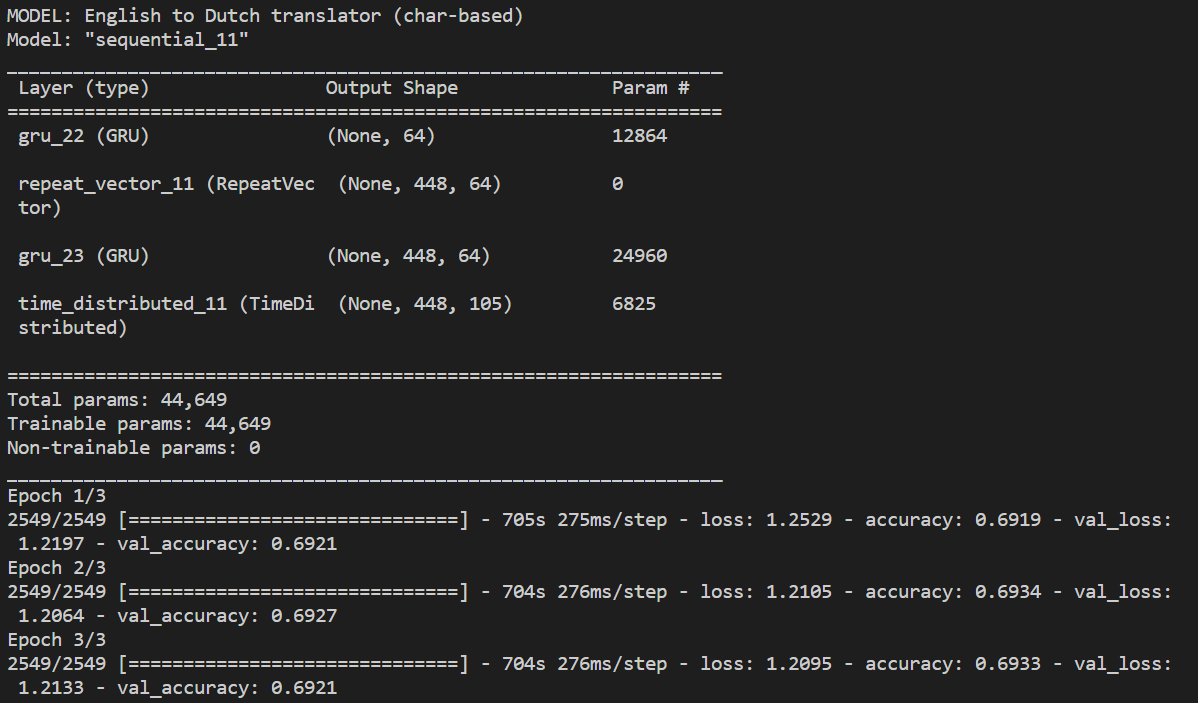 MODEL: English to Dutch translator (char-based)
Model: "sequential_11"
_________________________________________________________________
Layer (type)                Output Shape              Param #
=================================================================
gru_22 (GRU)                (None, 64)                12864
repeat_vector_11 (RepeatVec  (None, 448, 64)          0
tor)
gru_23 (GRU)                (None, 448, 64)           24960
time_distributed_11 (TimeDi  (None, 448, 105)         6825
stributed)
=================================================================
Total params: 44,649
Trainable params: 44,649
Non-trainable params: 0
_________________________________________________________________
Epoch 1/3
2549/2549 [==============================] - 705s 275ms/step - loss: 1.2529 - accuracy: 0.6919 - val_loss:
1.2197 - val_accuracy: 0.6921
Epoch 2/3
2549/2549 [==============================] - 704s 276ms/step - loss: 1.2105 - accuracy: 0.6934 - val_loss:
1.2064 - val_accuracy: 0.6927
Epoch 3/3
2549/2549 [==============================] - 704s 276ms/step - loss: 1.2095 - accuracy: 0.6933 - val_loss:
1.2133 - val_accuracy: 0.6921